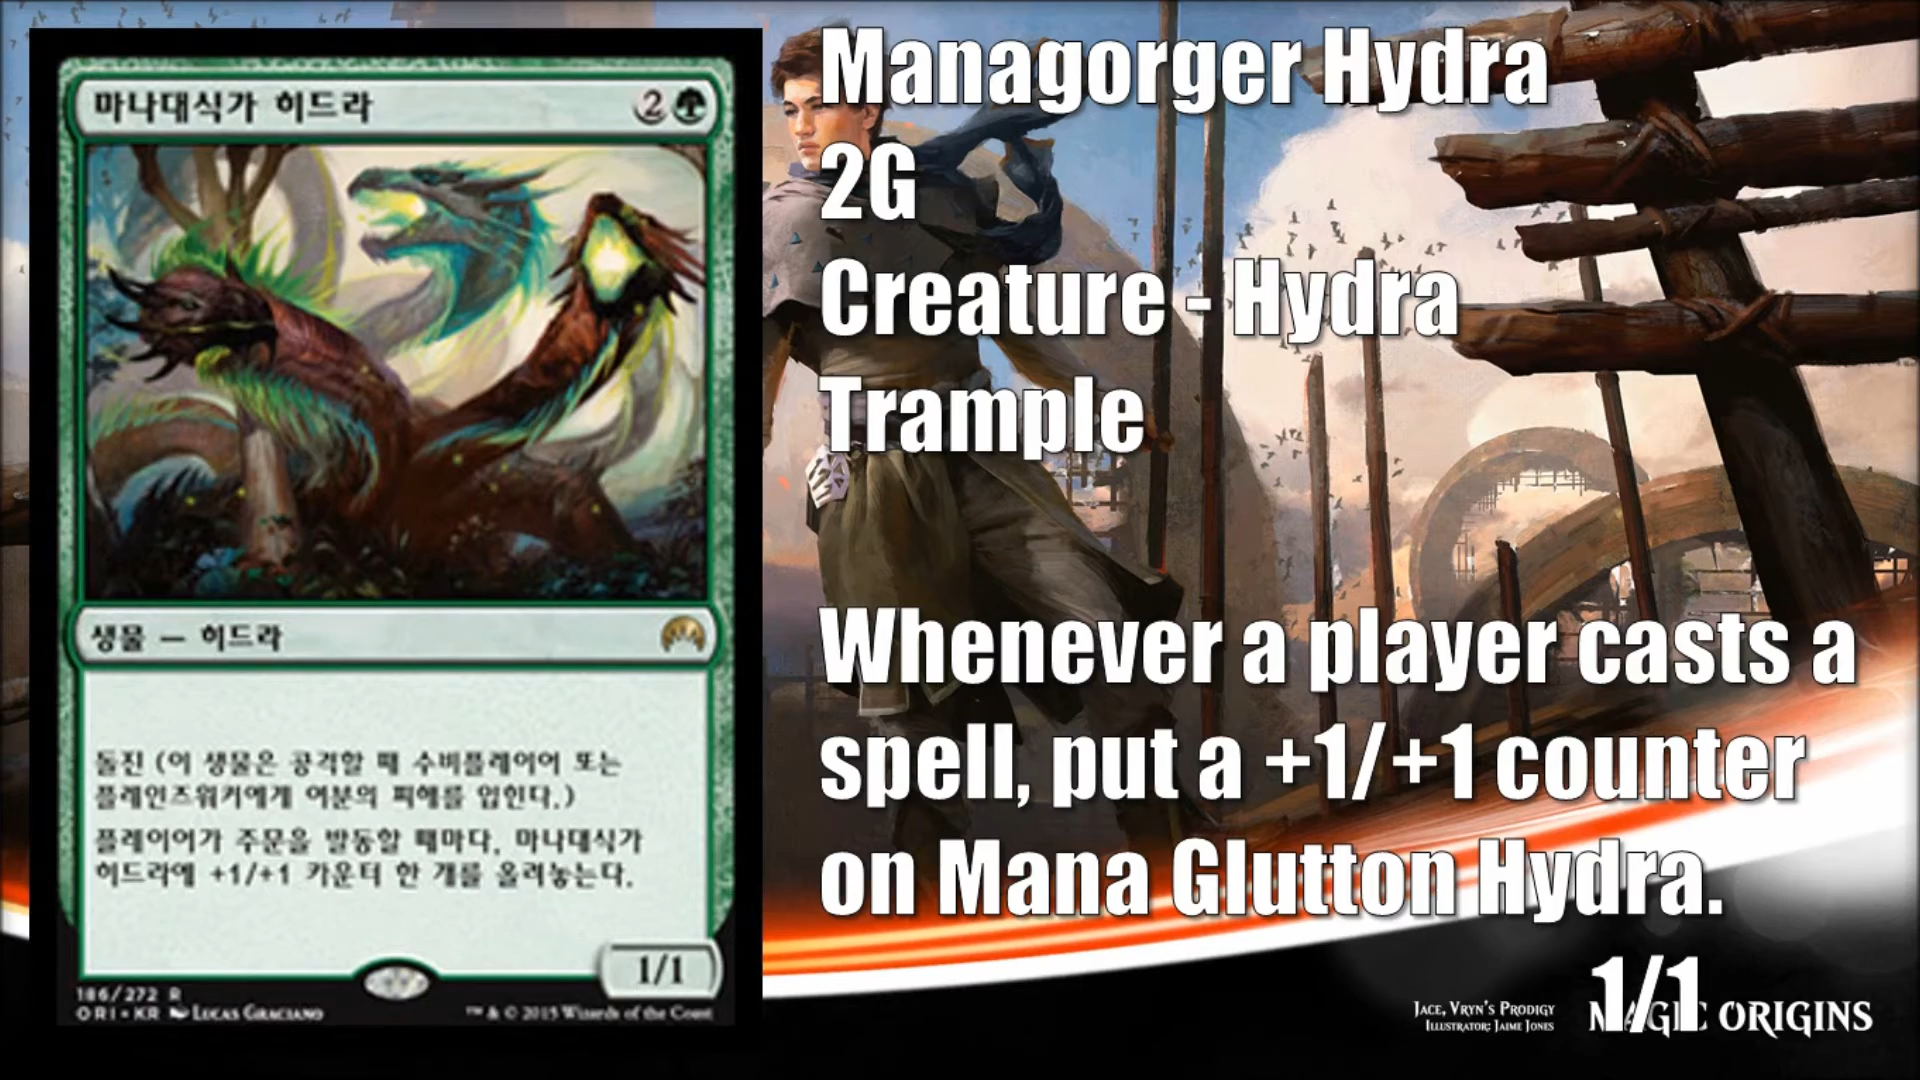 마나대식가 히드라
2
생물 — 히드라
돌진 (이 생물은 공격할 때 수비플레이어 또는
플레인즈워커에게 여분의 피해를 입힌다.)
플레이어가 주문을 발동할 때마다, 마나대식가
히드라에 +1/+1 카운터 한 개를 올려놓는다.
1/1
186/272 R
ORI • KR Lucas Graciano
™ & © 2015 Wizards of the Coast
Managorger Hydra
2G
Creature - Hydra
Trample
Whenever a player casts a
spell, put a +1/+1 counter
on Mana Glutton Hydra.
1/1
Jace, Vryn's Prodigy
Illustrator: Jaime Jones
MAGIC ORIGINS